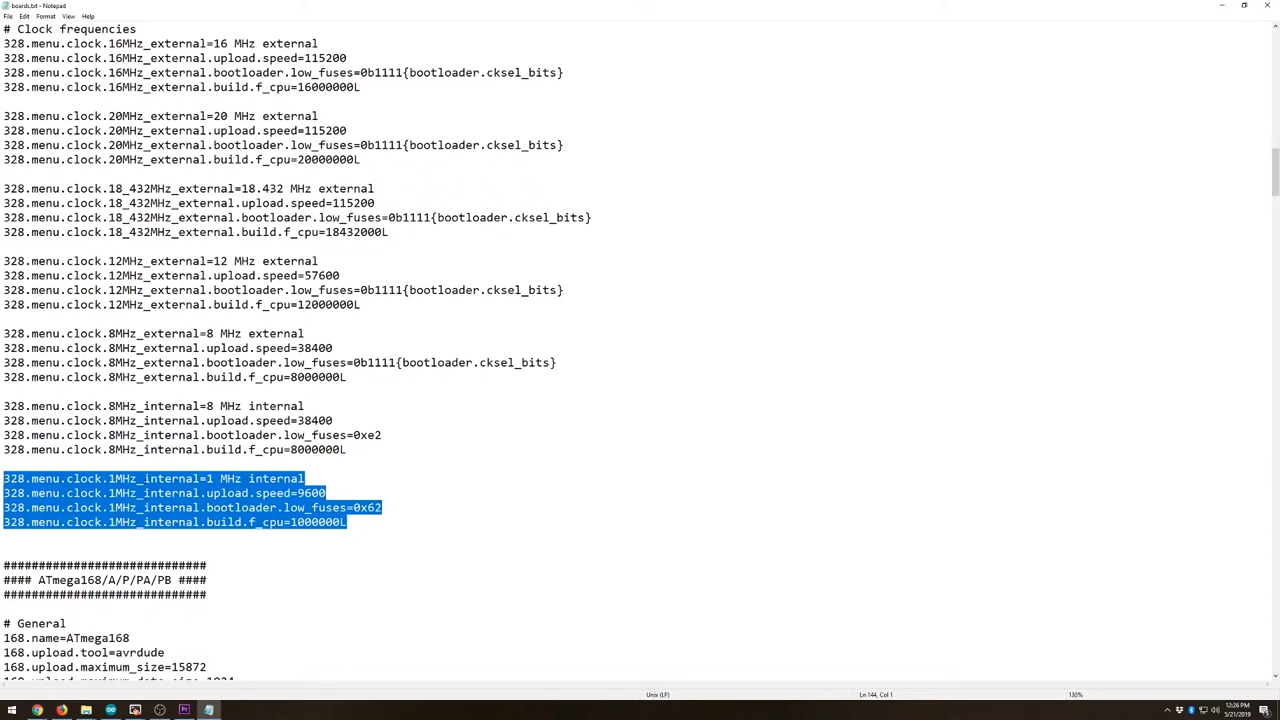 boards.txt - Notepad
File Edit Format View Help
# Clock frequencies
328.menu.clock.16MHz_external=16 MHz external
328.menu.clock.16MHz_external.upload.speed=115200
328.menu.clock.16MHz_external.bootloader.low_fuses=0b1111{bootloader.cksel_bits}
328.menu.clock.16MHz_external.build.f_cpu=16000000L
328.menu.clock.20MHz_external=20 MHz external
328.menu.clock.20MHz_external.upload.speed=115200
328.menu.clock.20MHz_external.bootloader.low_fuses=0b1111{bootloader.cksel_bits}
328.menu.clock.20MHz_external.build.f_cpu=20000000L
328.menu.clock.18_432MHz_external=18.432 MHz external
328.menu.clock.18_432MHz_external.upload.speed=115200
328.menu.clock.18_432MHz_external.bootloader.low_fuses=0b1111{bootloader.cksel_bits}
328.menu.clock.18_432MHz_external.build.f_cpu=18432000L
328.menu.clock.12MHz_external=12 MHz external
328.menu.clock.12MHz_external.upload.speed=57600
328.menu.clock.12MHz_external.bootloader.low_fuses=0b1111{bootloader.cksel_bits}
328.menu.clock.12MHz_external.build.f_cpu=12000000L
328.menu.clock.8MHz_external=8 MHz external
328.menu.clock.8MHz_external.upload.speed=38400
328.menu.clock.8MHz_external.bootloader.low_fuses=0b1111{bootloader.cksel_bits}
328.menu.clock.8MHz_external.build.f_cpu=8000000L
328.menu.clock.8MHz_internal=8 MHz internal
328.menu.clock.8MHz_internal.upload.speed=38400
328.menu.clock.8MHz_internal.bootloader.low_fuses=0xe2
328.menu.clock.8MHz_internal.build.f_cpu=8000000L
328.menu.clock.1MHz_internal=1 MHz internal
328.menu.clock.1MHz_internal.upload.speed=9600
328.menu.clock.1MHz_internal.bootloader.low_fuses=0x62
328.menu.clock.1MHz_internal.build.f_cpu=1000000L
#############################
#### ATmega168/A/P/PA/PB ####
#############################
# General
168.name=ATmega168
168.upload.tool=avrdude
168.upload.maximum_size=15872
Unix (LF) Ln 144, Col 1 130%
12:26 PM
5/21/2019